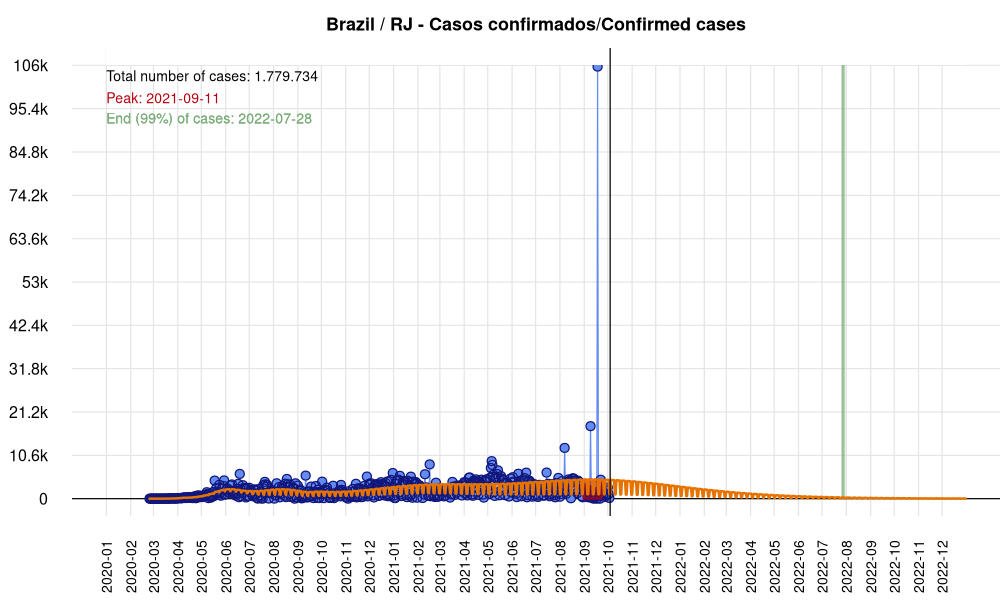 Brazil / RJ - Casos confirmados/Confirmed cases
106k
Total number of cases: 1.779.734
Peak: 2021-09-11
95.4k
End (99%) of cases: 2022-07-28
84.8k
74.2k
63.6k
53k
42.4k
31.8k
21.2k
10.6k
0
2020-01
2020-02
2020-03
2020-04
2020-05
2020-06
2020-07
2020-08
2020-09
2020-10
2020-11
2020-12
2021-01
2021-02
2021-03
2021-04
2021-05
2021-06
2021-07
2021-08
2021-09
2021-10
2021-11
2021-12
2022-01
2022-02
2022-03
2022-04
2022-05
2022-06
2022-07
2022-08
2022-09
2022-10
2022-11
2022-12